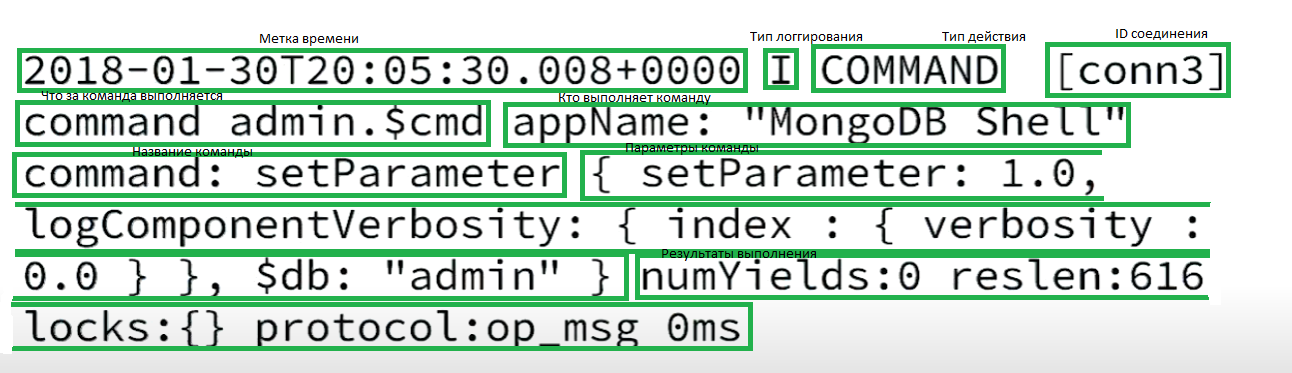 Метка времени Тип логгирования Тип действия ID соединения
2018-01-30T20:05:30.008+0000 I COMMAND [conn3]
Что за команда выполняется Кто выполняет команду
command admin.$cmd appName: "MongoDB Shell"
Название команды Параметры команды
command: setParameter { setParameter: 1.0,
logComponentVerbosity: { index : { verbosity :
Результаты выполнения
0.0 } }, $db: "admin" } numYields:0 reslen:616
locks:{} protocol:op_msg 0ms